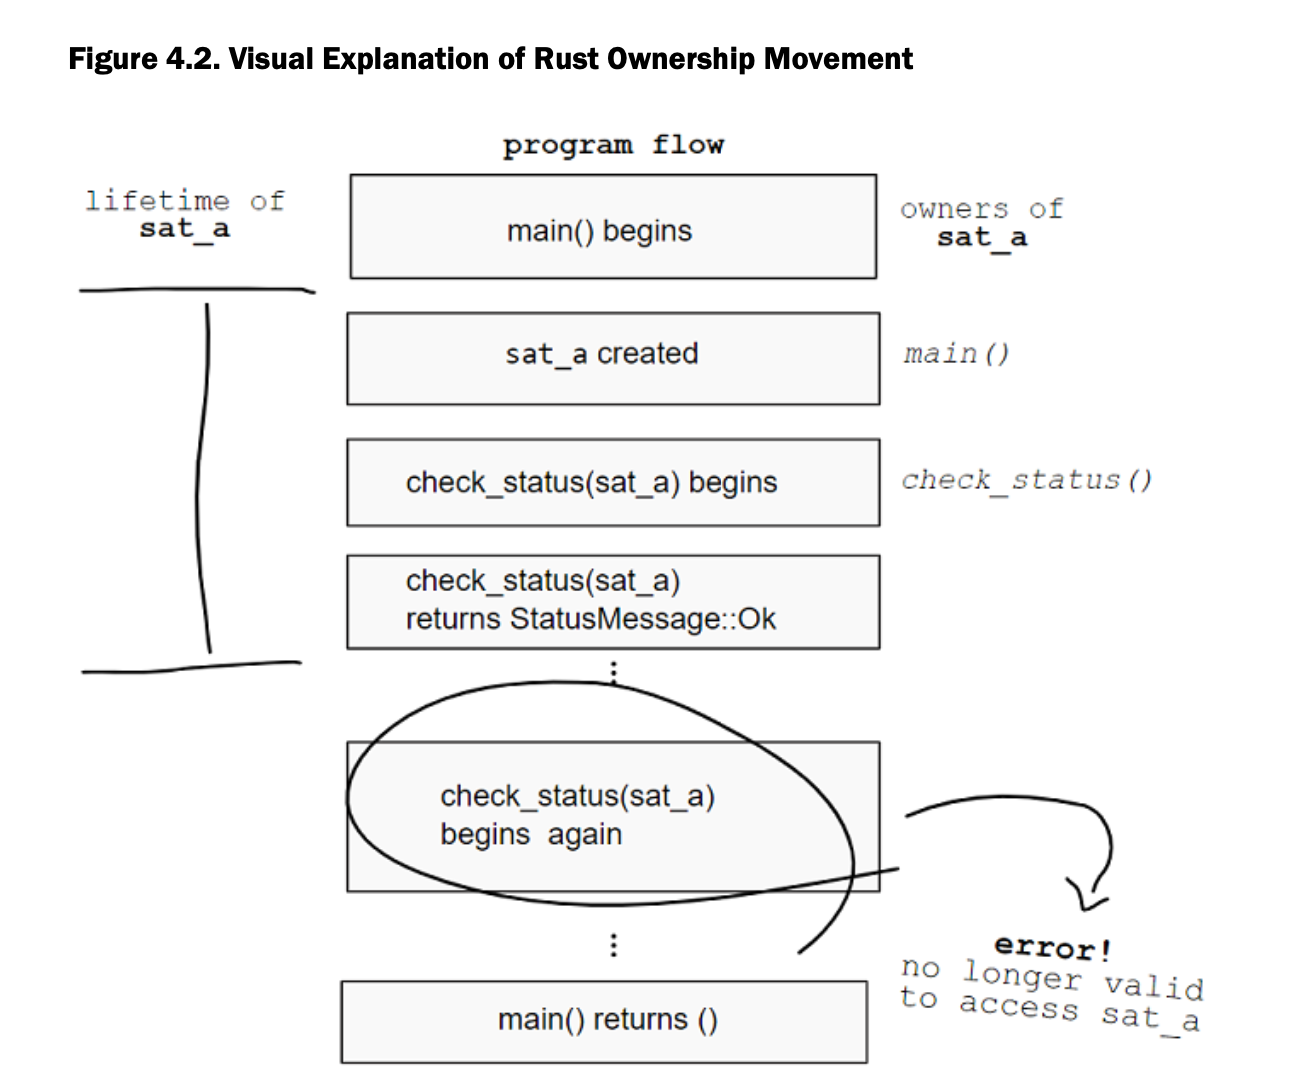 Figure 4.2. Visual Explanation of Rust Ownership Movement
program flow
lifetime of
sat_a
main() begins
owners of
sat_a
sat_a created
main()
check_status(sat_a) begins
check_status()
check_status(sat_a)
returns StatusMessage::Ok
⋮
check_status(sat_a)
begins again
⋮
error!
no longer valid
to access sat_a
main() returns ()